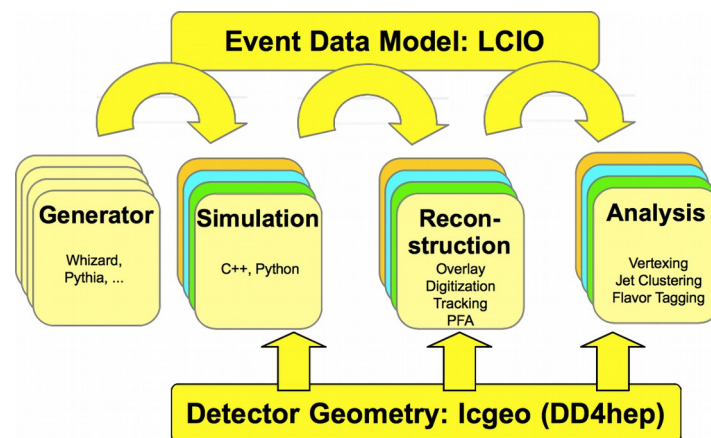 Event Data Model: LCIO
Generator
Whizard,
Pythia, ...
Simulation
C++, Python
Recon-
struction
Overlay
Digitization
Tracking
PFA
Analysis
Vertexing
Jet Clustering
Flavor Tagging
Detector Geometry: lcgeo (DD4hep)